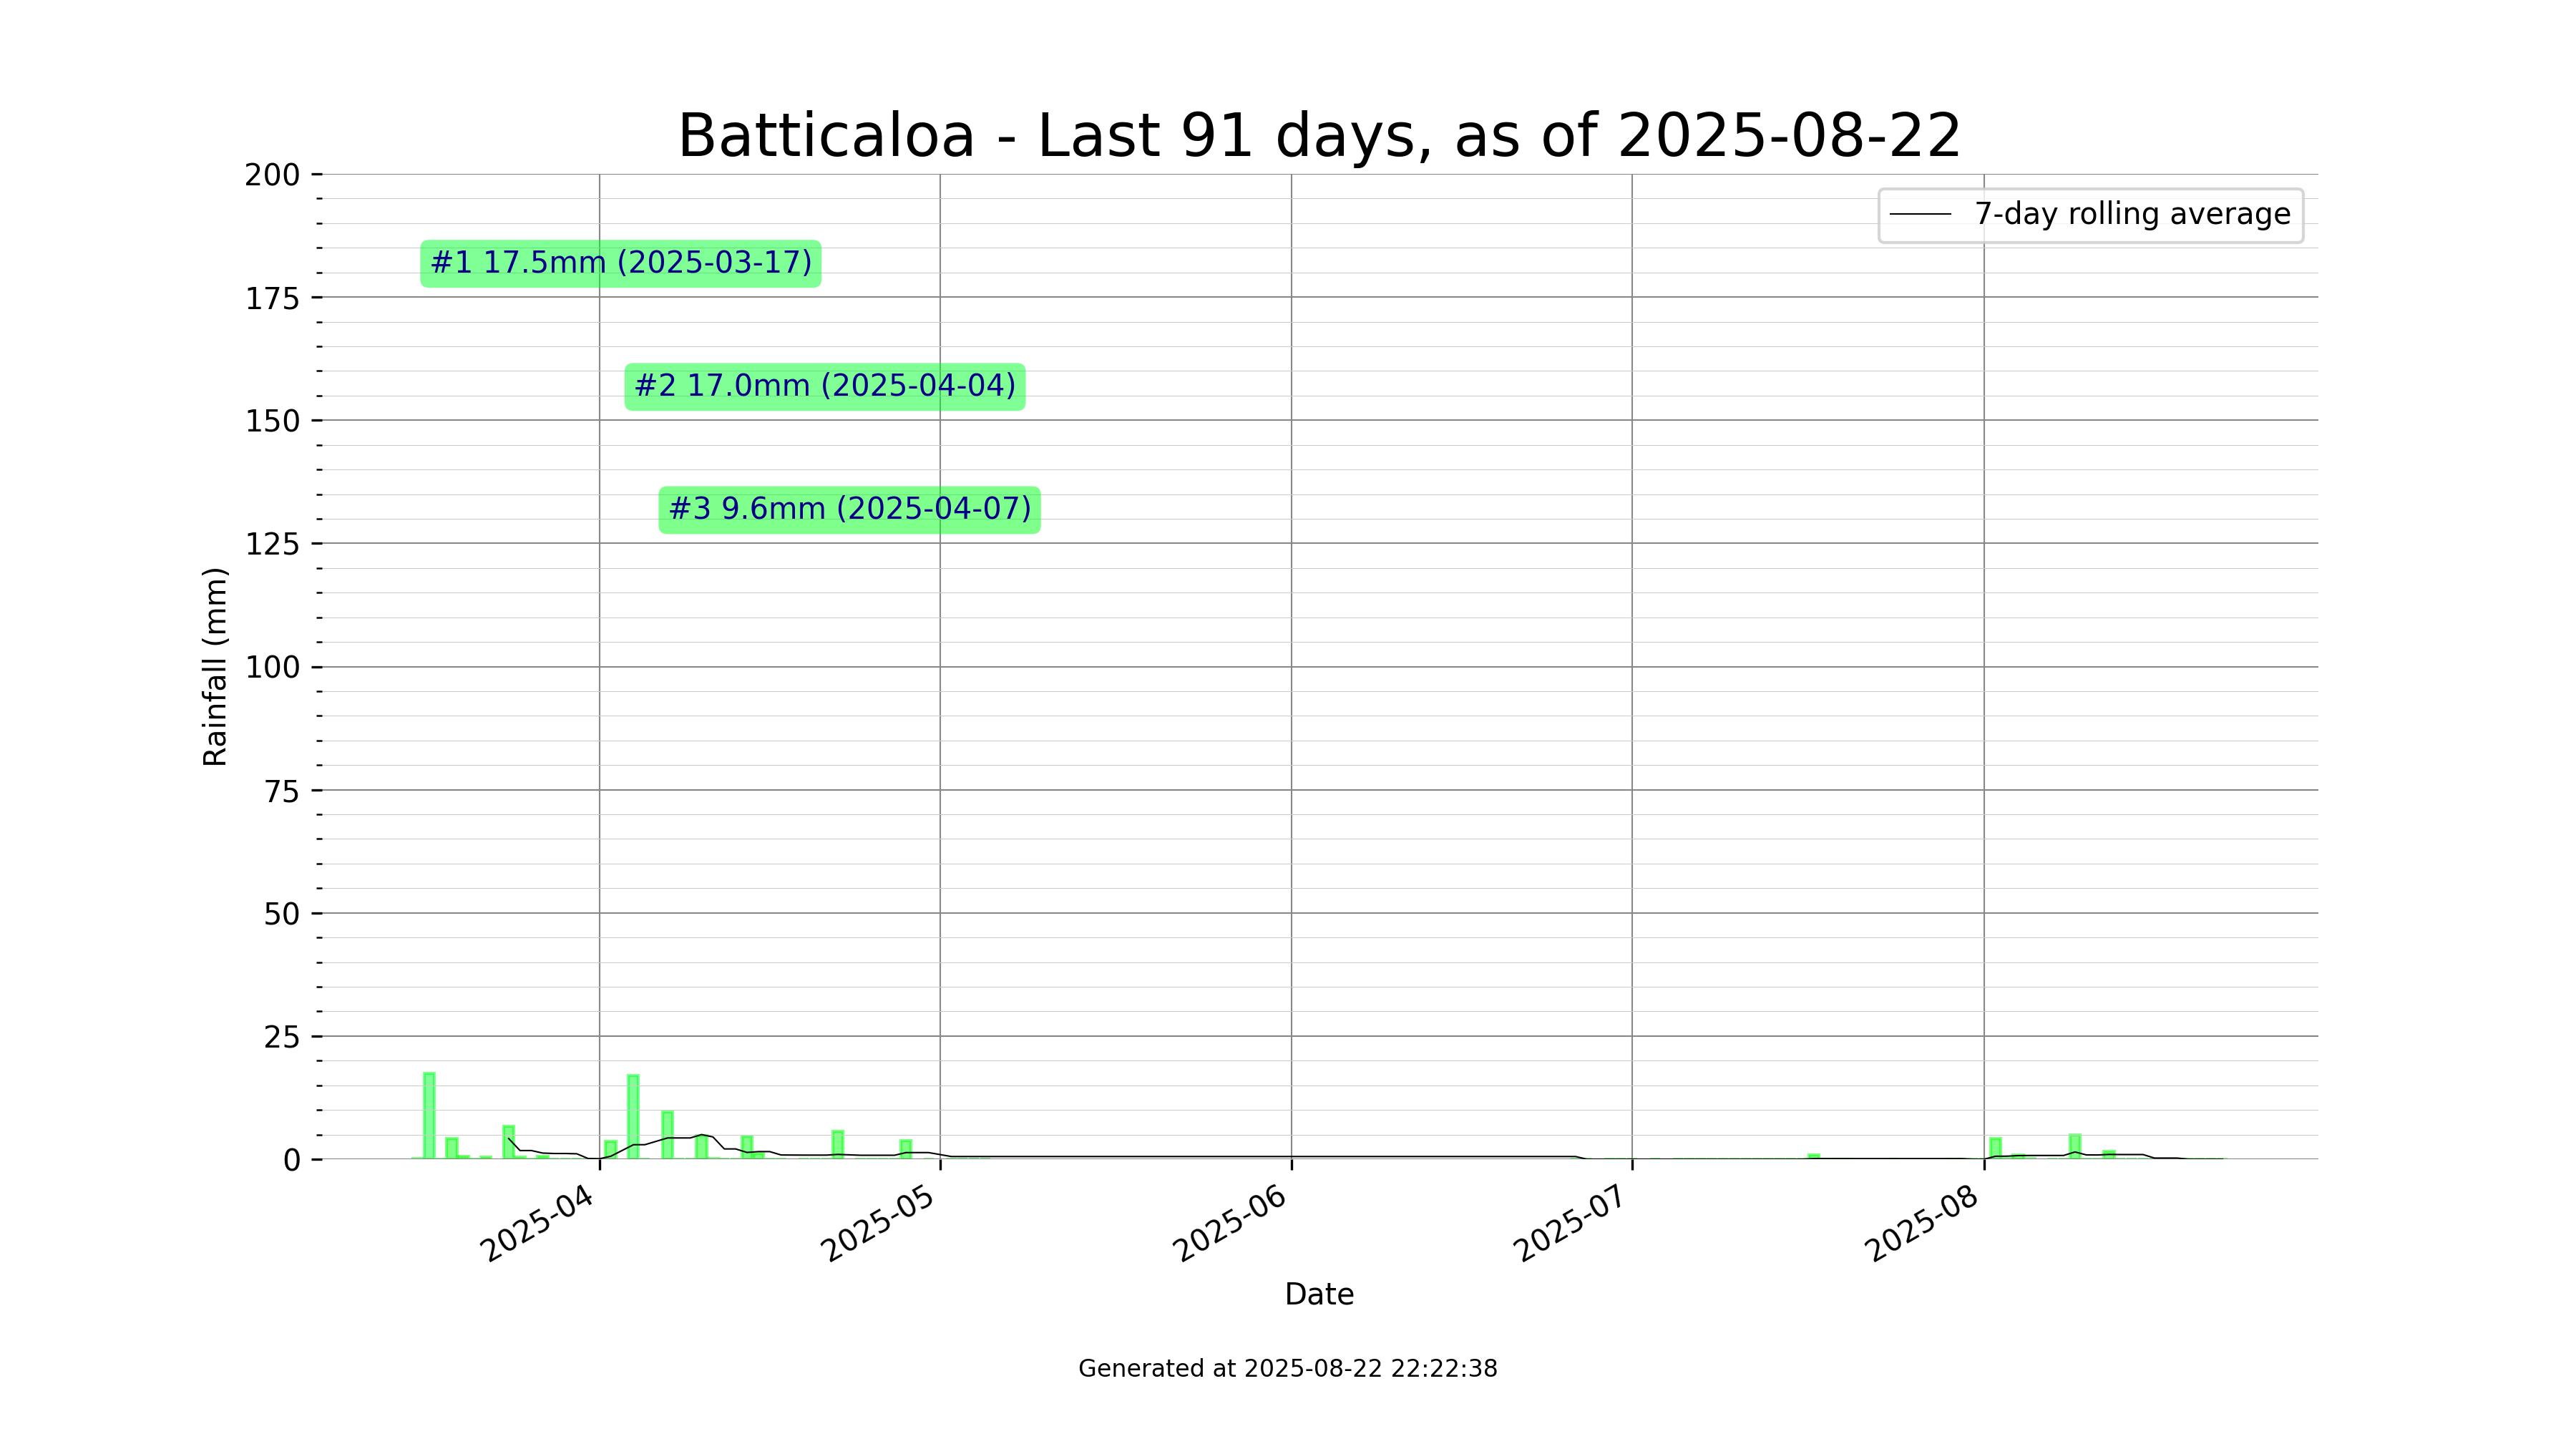 Batticaloa - Last 91 days, as of 2025-08-22
200
175
150
125
100
75
50
25
0
Rainfall (mm)
7-day rolling average
#1 17.5mm (2025-03-17)
#2 17.0mm (2025-04-04)
#3 9.6mm (2025-04-07)
2025-04
2025-05
2025-06
2025-07
2025-08
Date
Generated at 2025-08-22 22:22:38